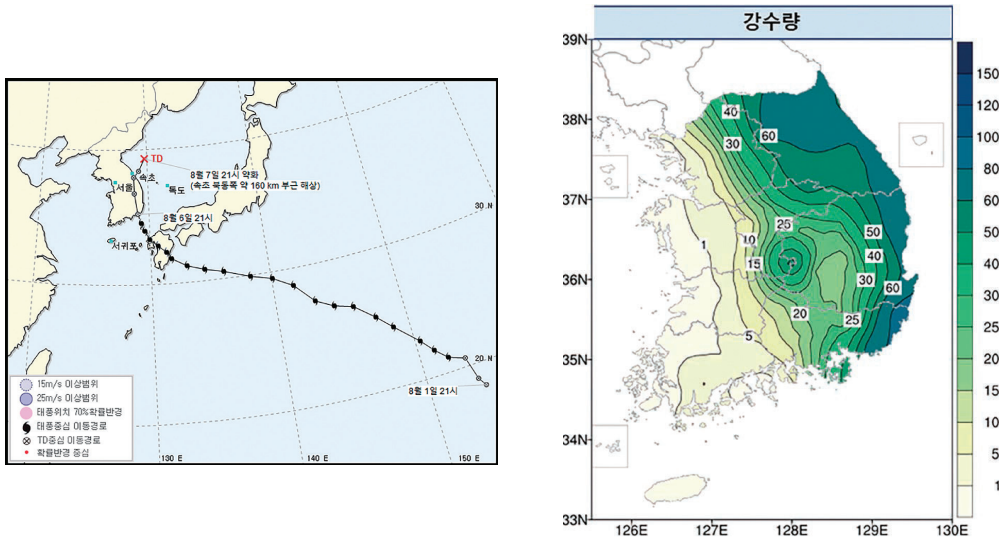 TD
8월 7일 21시 약화
(속초 북동쪽 약 160 km 부근 해상)
속초
서울
독도
30 N
8월 6일 21시
서귀포
20 N
8월 1일 21시
15m/s 이상범위
25m/s 이상범위
태풍위치 70%확률반경
태풍중심 이동경로
TD중심 이동경로
확률반경 중심
130 E
140 E
150 E
강수량
39N
38N
37N
36N
35N
34N
33N
126E
127E
128E
129E
130E
40
60
30
25
50
1
10
40
15
30
60
20
25
5
150
120
100
80
60
50
40
30
25
20
15
10
5
1